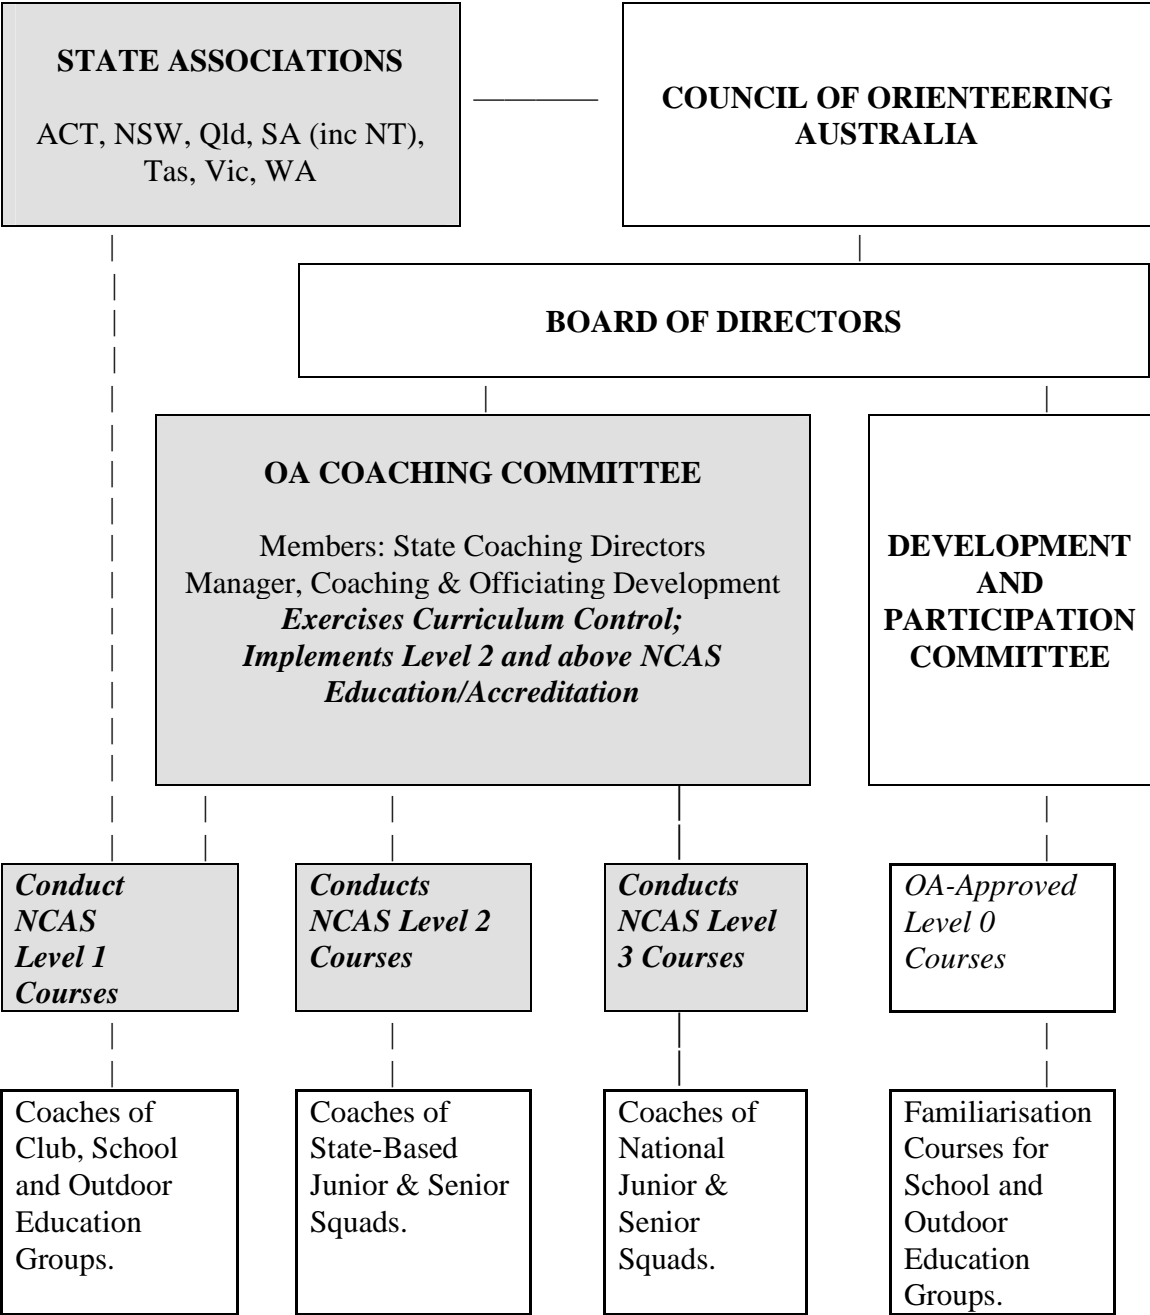 STATE ASSOCIATIONS
ACT, NSW, Qld, SA (inc NT),
Tas, Vic, WA
COUNCIL OF ORIENTEERING
AUSTRALIA
BOARD OF DIRECTORS
OA COACHING COMMITTEE
Members: State Coaching Directors
Manager, Coaching & Officiating Development
Exercises Curriculum Control;
Implements Level 2 and above NCAS
Education/Accreditation
DEVELOPMENT
AND
PARTICIPATION
COMMITTEE
Conduct
NCAS
Level 1
Courses
Conducts
NCAS Level 2
Courses
Conducts
NCAS Level
3 Courses
OA-Approved
Level 0
Courses
Coaches of
Club, School
and Outdoor
Education
Groups.
Coaches of
State-Based
Junior & Senior
Squads.
Coaches of
National
Junior &
Senior
Squads.
Familiarisation
Courses for
School and
Outdoor
Education
Groups.